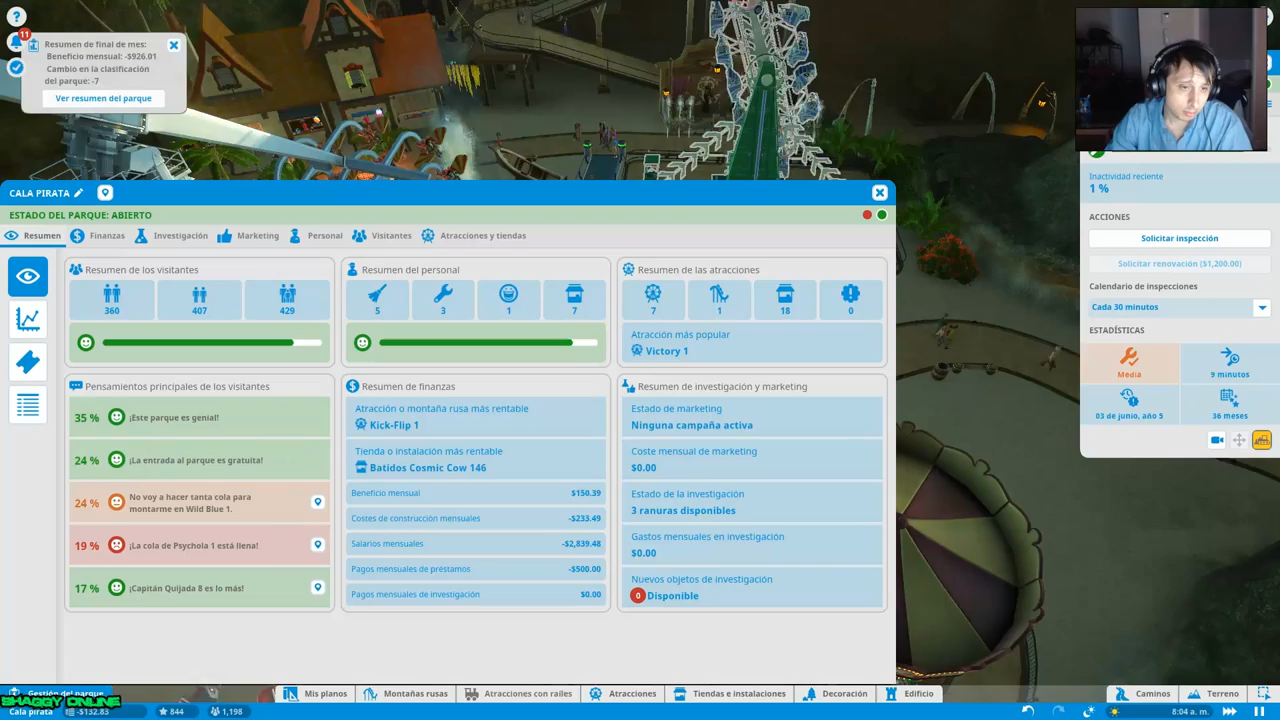 ?
11
Resumen de final de mes:
Beneficio mensual: -$926.01
Cambio en la clasificación
del parque: -7
Ver resumen del parque
CALA PIRATA
ESTADO DEL PARQUE: ABIERTO
Resumen
Finanzas
Investigación
Marketing
Personal
Visitantes
Atracciones y tiendas
Resumen de los visitantes
360
407
429
Resumen del personal
5
3
1
7
Resumen de las atracciones
7
1
18
0
Atracción más popular
Victory 1
Pensamientos principales de los visitantes
35 % ¡Este parque es genial!
24 % ¡La entrada al parque es gratuita!
24 % No voy a hacer tanta cola para
montarme en Wild Blue 1.
19 % ¡La cola de Psychola 1 está llena!
17 % ¡Capitán Quijada 8 es lo más!
Resumen de finanzas
Atracción o montaña rusa más rentable
Kick-Flip 1
Tienda o instalación más rentable
Batidos Cosmic Cow 146
Beneficio mensual $150.39
Costes de construcción mensuales -$233.49
Salarios mensuales -$2,839.48
Pagos mensuales de préstamos -$500.00
Pagos mensuales de investigación $0.00
Resumen de investigación y marketing
Estado de marketing
Ninguna campaña activa
Coste mensual de marketing
$0.00
Estado de la investigación
3 ranuras disponibles
Gastos mensuales en investigación
$0.00
Nuevos objetos de investigación
0 Disponible
Inactividad reciente
1 %
ACCIONES
Solicitar inspección
Solicitar renovación ($1,200.00)
Calendario de inspecciones
Cada 30 minutos
ESTADÍSTICAS
Media
9 minutos
03 de junio, año 5
36 meses
Gestión del parque
SHAGGY ONLINE
Mis planos
Montañas rusas
Atracciones con raíles
Atracciones
Tiendas e instalaciones
Decoración
Edificio
Caminos
Terreno
Cala pirata
-$132.83
844
1,198
8:04 a. m.